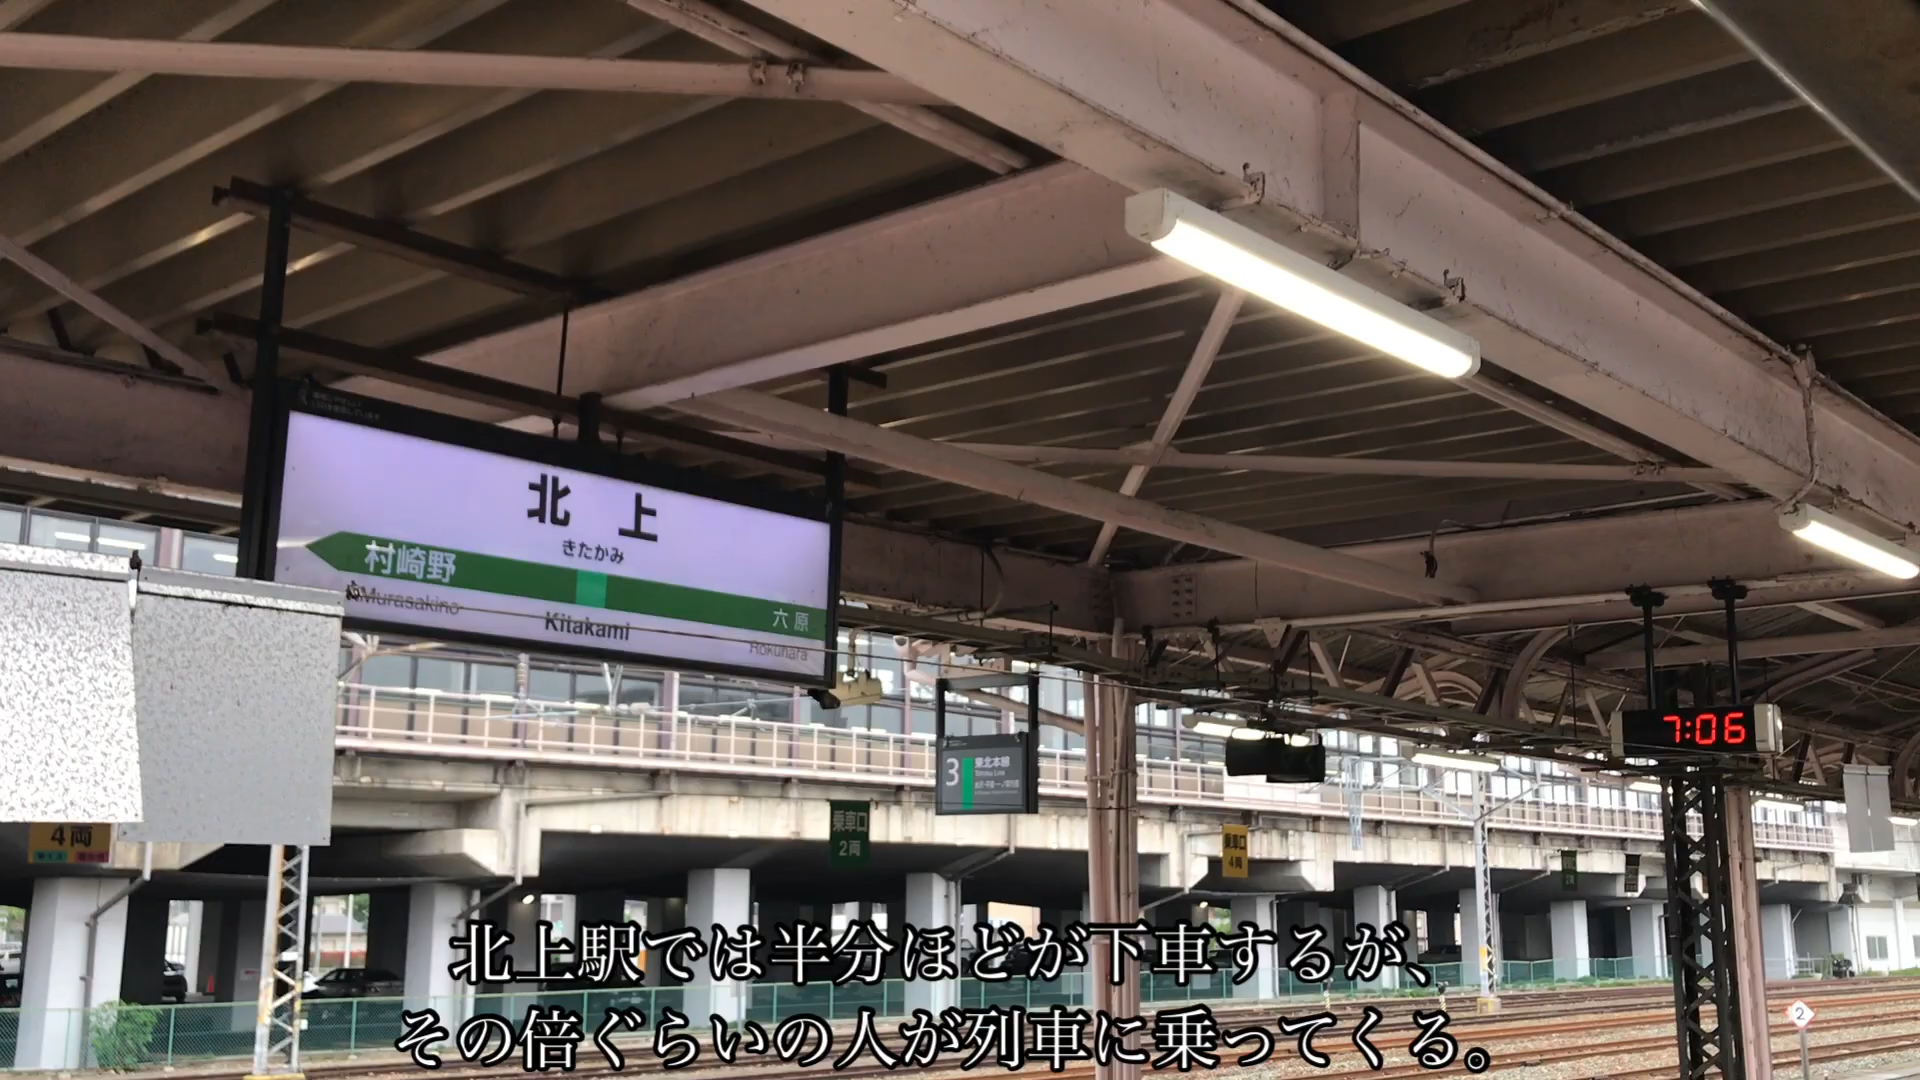 北上
きたかみ
村崎野
六原
Murasakino
Kitakami
Rokuhara
7:06
3
東北本線
Tohoku Line
4両
乗車口
2両
乗車口
4両
2
北上駅では半分ほどが下車するが、
その倍ぐらいの人が列車に乗ってくる。